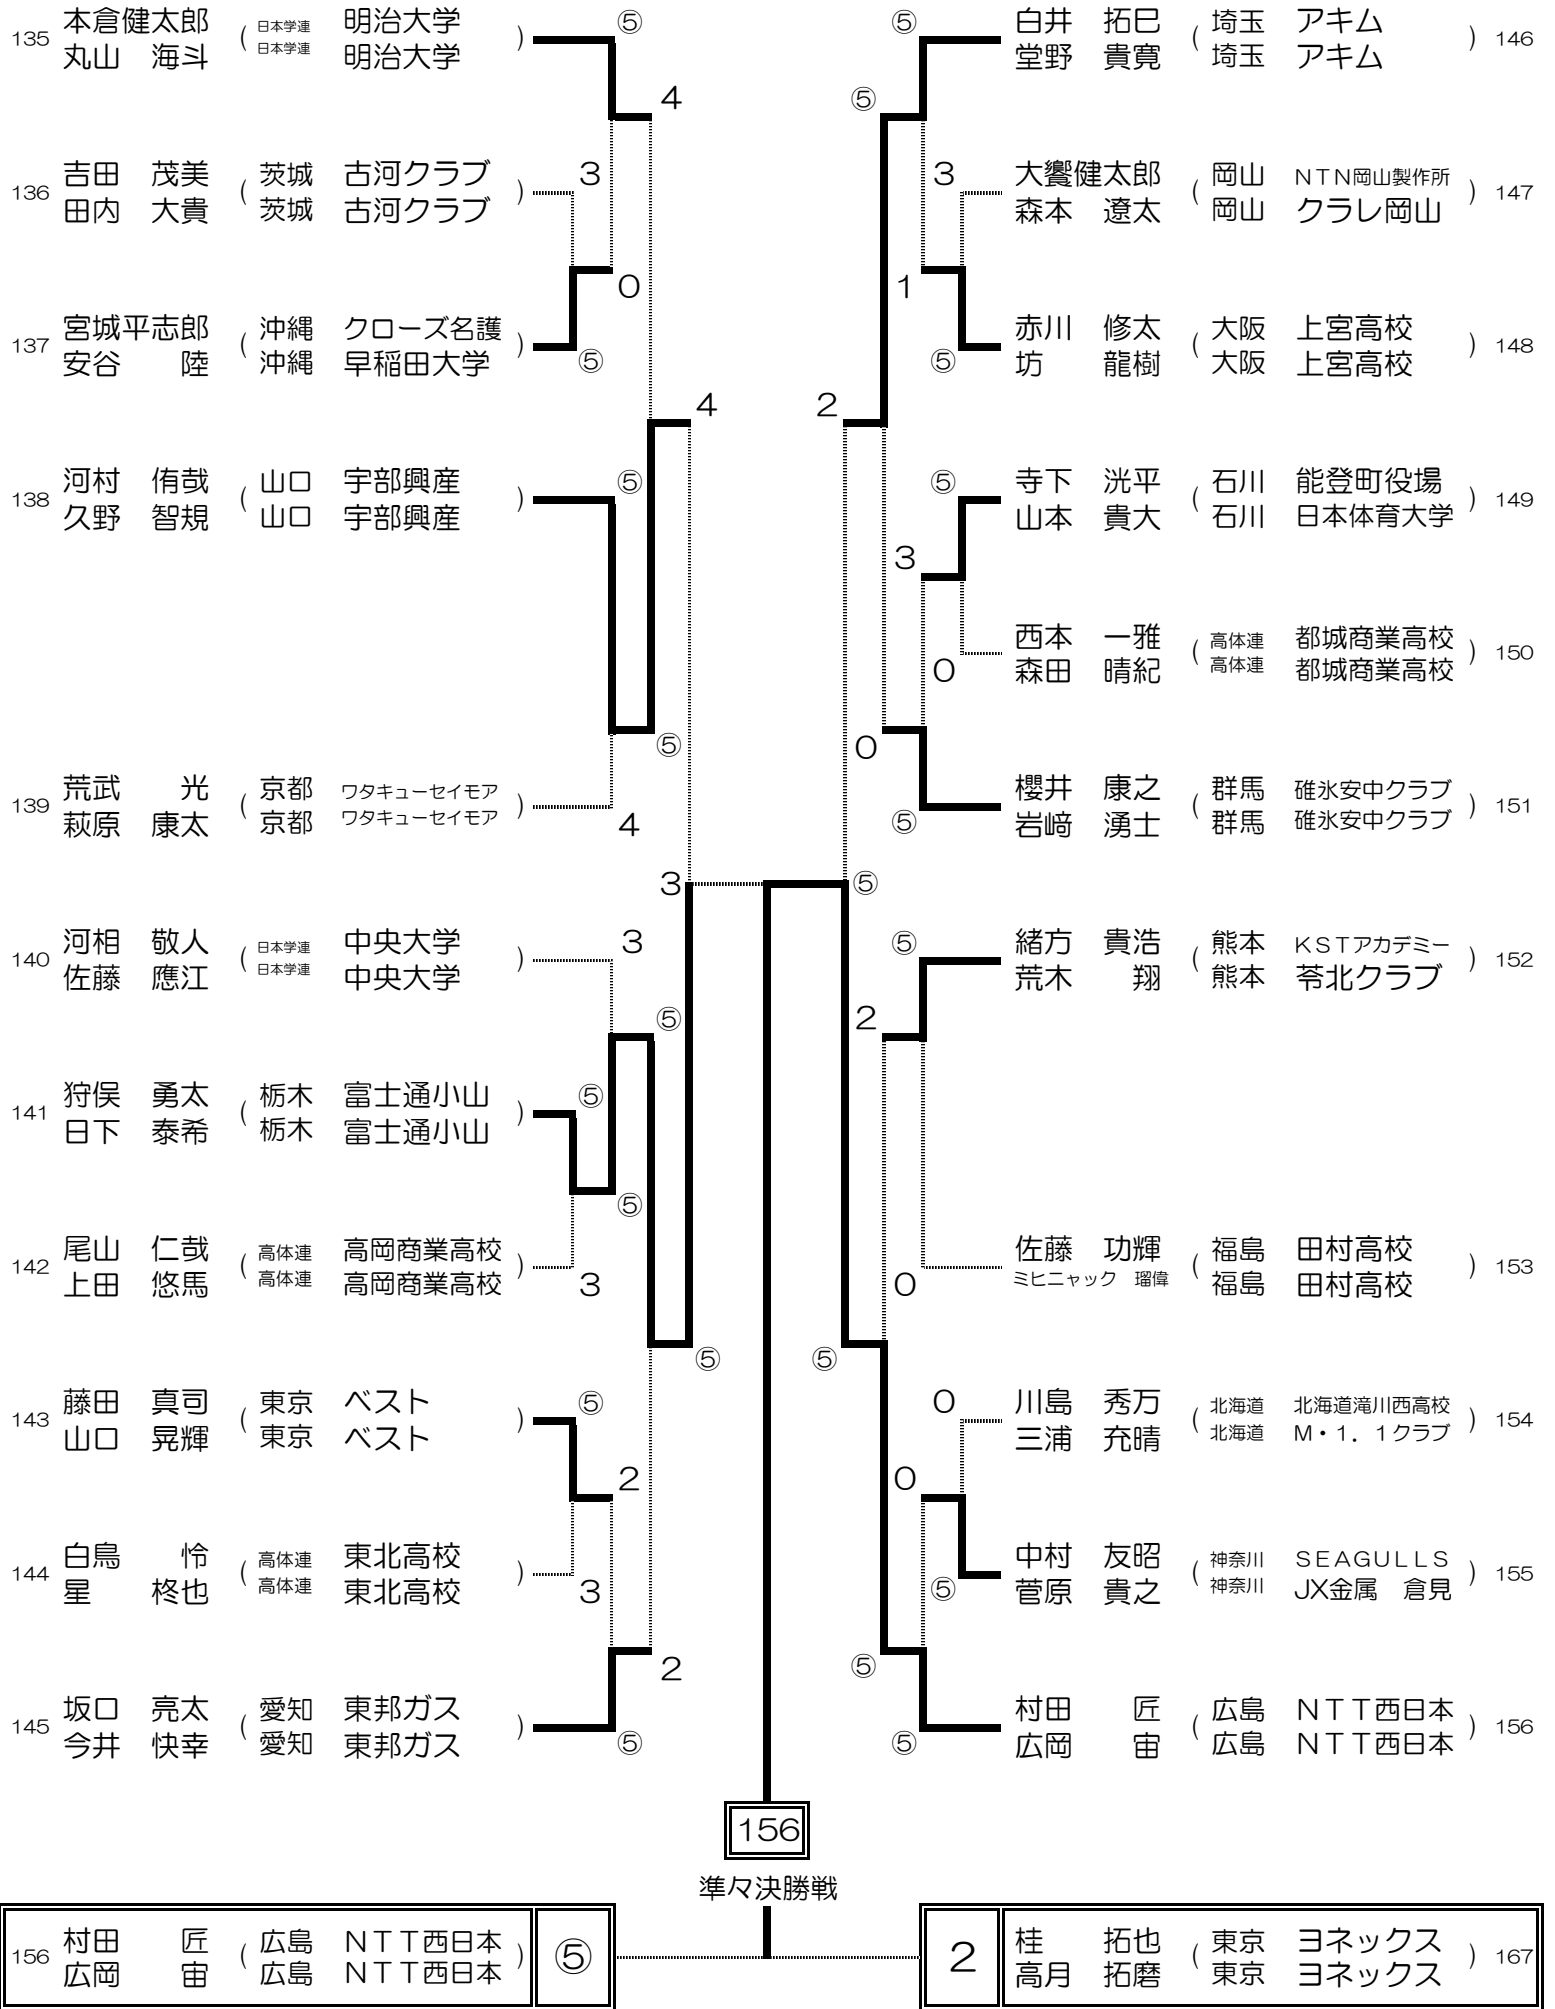 135 本倉健太郎 ( 日本学連 明治大学 ) ⑤
丸山 海斗 日本学連 明治大学
4
136 吉田 茂美 ( 茨城 古河クラブ ) 3
田内 大貴 茨城 古河クラブ
0
137 宮城平志郎 ( 沖縄 クローズ名護 )
安谷 陸 沖縄 早稲田大学 ⑤
4
138 河村 侑哉 ( 山口 宇部興産 ) ⑤
久野 智規 山口 宇部興産
⑤
139 荒武 光 ( 京都 ワタキューセイモア )
萩原 康太 京都 ワタキューセイモア 4
3
140 河相 敬人 ( 日本学連 中央大学 ) 3
佐藤 應江 日本学連 中央大学
⑤
141 狩俣 勇太 ( 栃木 富士通小山 ) ⑤
日下 泰希 栃木 富士通小山
⑤
142 尾山 仁哉 ( 高体連 高岡商業高校 )
上田 悠馬 高体連 高岡商業高校 3
⑤
143 藤田 真司 ( 東京 ベスト ) ⑤
山口 晃輝 東京 ベスト
2
144 白鳥 怜 ( 高体連 東北高校 )
星 柊也 高体連 東北高校 3
2
145 坂口 亮太 ( 愛知 東邦ガス )
今井 快幸 愛知 東邦ガス ⑤
⑤ 白井 拓巳 ( 埼玉 アキム ) 146
堂野 貴寛 埼玉 アキム
⑤
3 大饗健太郎 ( 岡山 NTN岡山製作所 ) 147
森本 遼太 岡山 クラレ岡山
1
赤川 修太 ( 大阪 上宮高校 ) 148
⑤ 坊 龍樹 大阪 上宮高校
2
⑤ 寺下 洸平 ( 石川 能登町役場 ) 149
山本 貴大 石川 日本体育大学
3
西本 一雅 ( 高体連 都城商業高校 ) 150
0 森田 晴紀 高体連 都城商業高校
0
櫻井 康之 ( 群馬 碓氷安中クラブ ) 151
⑤ 岩﨑 湧士 群馬 碓氷安中クラブ
⑤
⑤ 緒方 貴浩 ( 熊本 KSTアカデミー ) 152
荒木 翔 熊本 苓北クラブ
2
佐藤 功輝 ( 福島 田村高校 ) 153
0 ミヒニャック 瑠偉 福島 田村高校
⑤
0 川島 秀万 ( 北海道 北海道滝川西高校 ) 154
三浦 充晴 北海道 M・1.1クラブ
0
中村 友昭 ( 神奈川 SEAGULLS ) 155
⑤ 菅原 貴之 神奈川 JX金属 倉見
⑤
村田 匠 ( 広島 NTT西日本 ) 156
⑤ 広岡 宙 広島 NTT西日本
156
準々決勝戦
156 村田 匠 ( 広島 NTT西日本 ) ⑤
広岡 宙 広島 NTT西日本
2 桂 拓也 ( 東京 ヨネックス ) 167
高月 拓磨 東京 ヨネックス